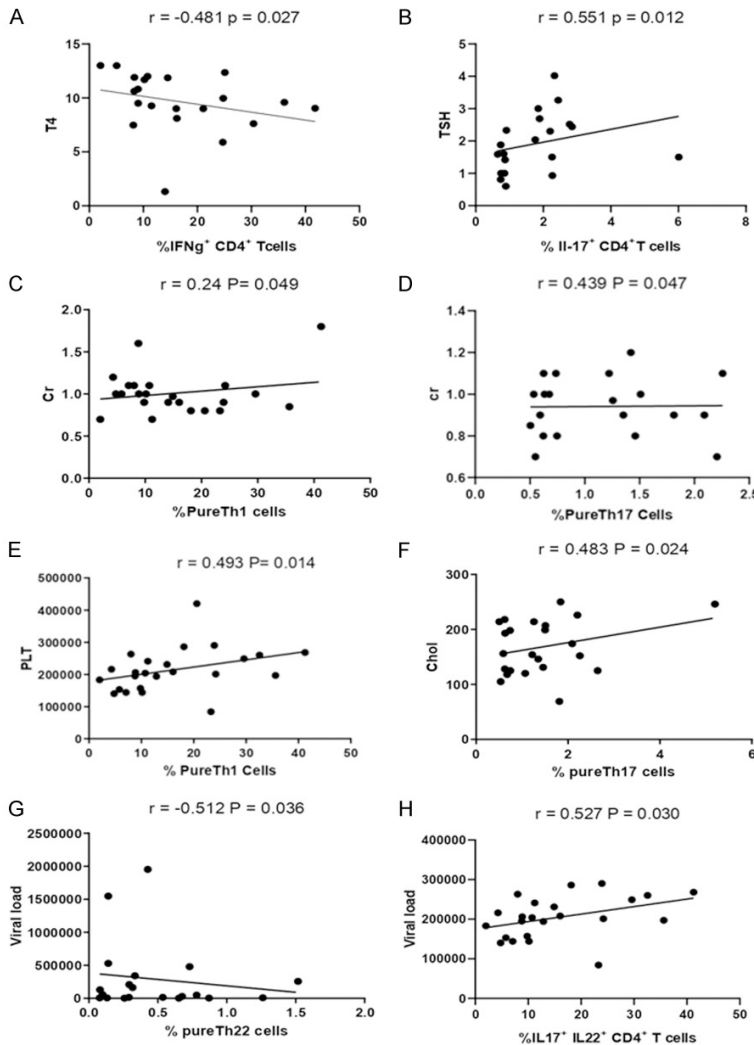 A
r = -0.481 p = 0.027
T4
15
10
5
0
0 10 20 30 40 50
%IFNg+ CD4+ Tcells
B
r = 0.551 p = 0.012
TSH
5
4
3
2
1
0
0 2 4 6 8
% Il-17+ CD4+T cells
C
r = 0.24 P= 0.049
Cr
2.0
1.5
1.0
0.5
0.0
0 10 20 30 40 50
%PureTh1 cells
D
r = 0.439 p = 0.047
cr
1.4
1.2
1.0
0.8
0.6
0.0 0.5 1.0 1.5 2.0 2.5
%PureTh17 Cells
E
r = 0.493 P= 0.014
PLT
500000
400000
300000
200000
100000
0
0 10 20 30 40 50
% PureTh1 Cells
F
r = 0.483 P = 0.024
Chol
300
200
100
0
0 2 4 6
% pureTh17 cells
G
r = -0.512 P = 0.036
Viral load
2500000
2000000
1500000
1000000
500000
0
0.0 0.5 1.0 1.5 2.0
% pureTh22 cells
H
r = 0.527 P = 0.030
Viral load
400000
300000
200000
100000
0
0 10 20 30 40 50
%IL17+ IL22+ CD4+ T cells